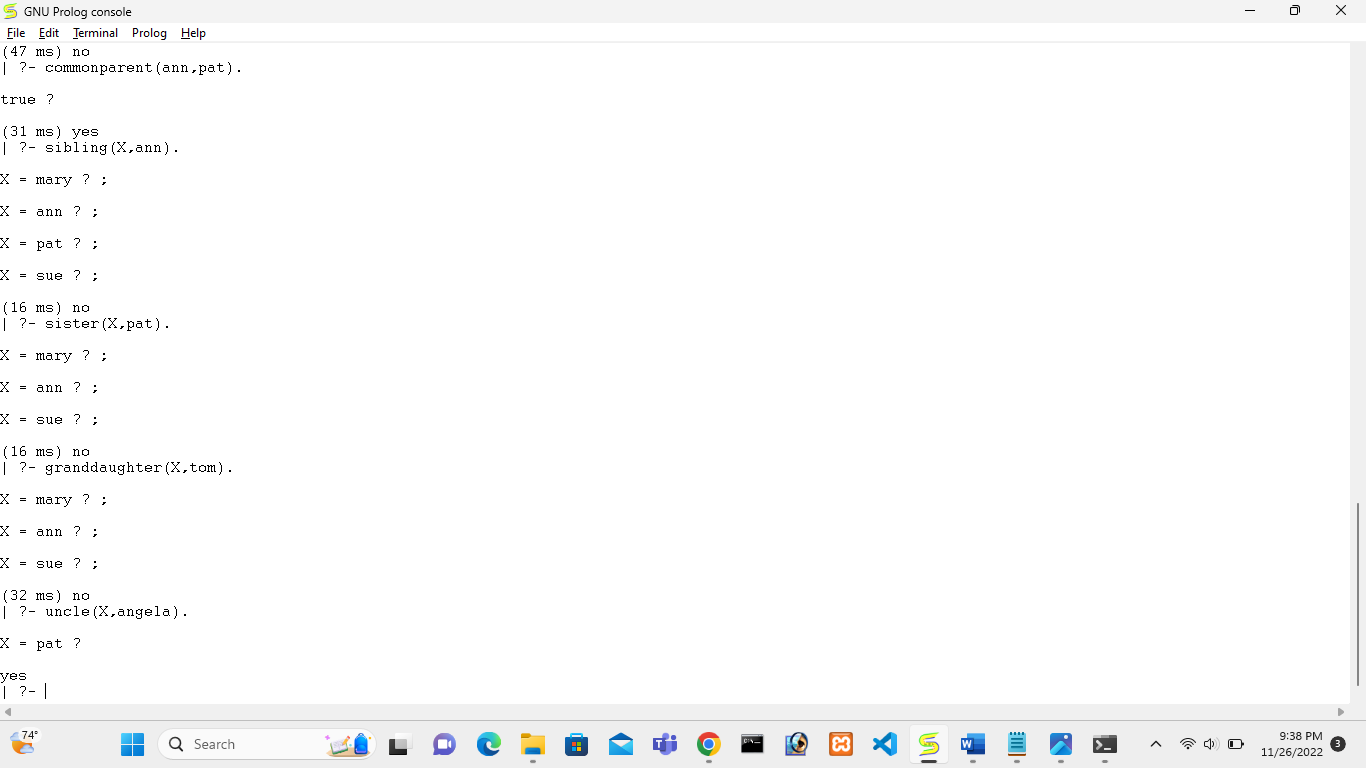 GNU Prolog console
File Edit Terminal Prolog Help
(47 ms) no
| ?- commonparent(ann,pat).
true ?
(31 ms) yes
| ?- sibling(X,ann).
X = mary ? ;
X = ann ? ;
X = pat ? ;
X = sue ? ;
(16 ms) no
| ?- sister(X,pat).
X = mary ? ;
X = ann ? ;
X = sue ? ;
(16 ms) no
| ?- granddaughter(X,tom).
X = mary ? ;
X = ann ? ;
X = sue ? ;
(32 ms) no
| ?- uncle(X,angela).
X = pat ?
yes
| ?-
74°
Search
9:38 PM
11/26/2022
3